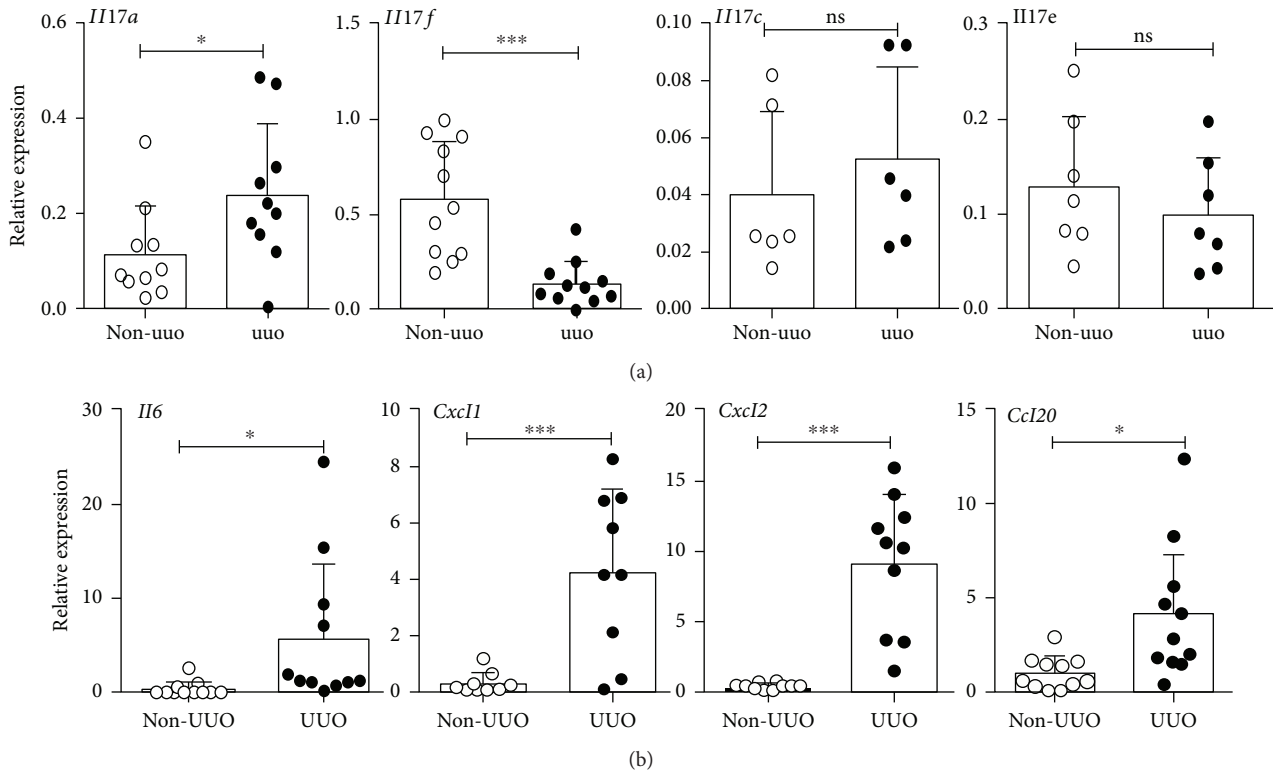 Il17a
Il17f
Il17c
Il17e
* *** ns ns
Relative expression
0.6 0.4 0.2 0.0
1.5 1.0 0.5 0.0
0.10 0.08 0.06 0.04 0.02 0.00
0.3 0.2 0.1 0.0
Non-uuo uuo Non-uuo uuo Non-uuo uuo Non-uuo uuo
(a)
Il6
Cxcl1
Cxcl2
Ccl20
* *** *** *
Relative expression
30 20 10 0
10 8 6 4 2 0
20 15 10 5 0
15 10 5 0
Non-UUO UUO Non-UUO UUO Non-UUO UUO Non-UUO UUO
(b)